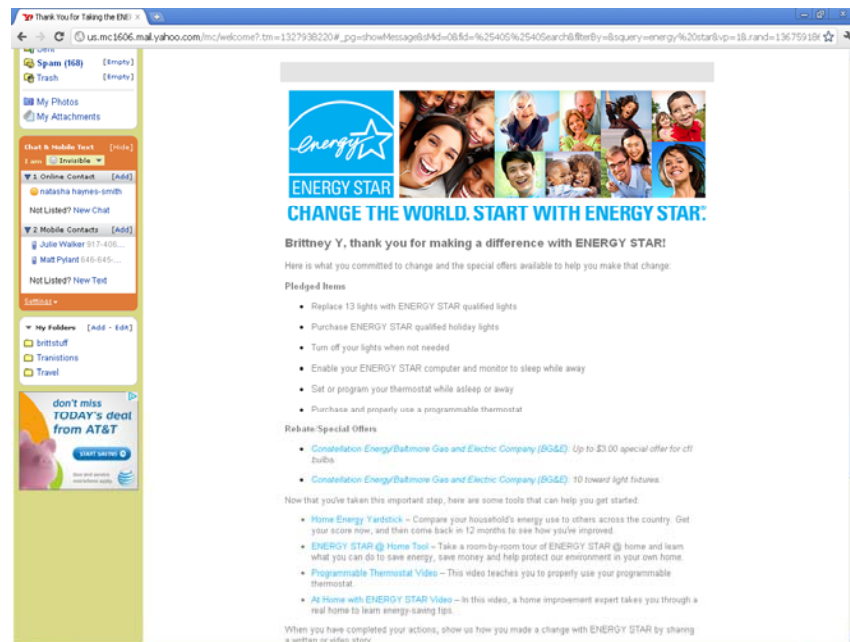 Thank You for Taking the ENE
us.mc1606.mail.yahoo.com/mc/welcome?.tm=1327938220#_pg=showMessage&sMid=0&fid=%2540S%2540Search&filterBy=&squery=energy%20star&vp=1&.rand=13675918
Sent
Spam (168) [Empty]
Trash [Empty]
My Photos
My Attachments
Chat & Mobile Text [Hide]
I am Invisible
1 Online Contact [Add]
natasha haynes-smith
Not Listed? New Chat
2 Mobile Contacts [Add]
Julie Walker 917-406...
Matt Pylant 646-645-...
Not Listed? New Text
Settings
My Folders [Add - Edit]
brittstuff
Tranistions
Travel
don't miss
TODAY's deal
from AT&T
START SAVING
energy
ENERGY STAR
CHANGE THE WORLD. START WITH ENERGY STAR®.
Brittney Y, thank you for making a difference with ENERGY STAR!
Here is what you committed to change and the special offers available to help you make that change:
Pledged Items
Replace 13 lights with ENERGY STAR qualified lights
Purchase ENERGY STAR qualified holiday lights
Turn off your lights when not needed
Enable your ENERGY STAR computer and monitor to sleep while away
Set or program your thermostat while asleep or away
Purchase and properly use a programmable thermostat
Rebate/Special Offers
Constellation Energy/Baltimore Gas and Electric Company (BG&E): Up to $3.00 special offer for cfl
bulbs.
Constellation Energy/Baltimore Gas and Electric Company (BG&E): 10 toward light fixtures.
Now that you've taken this important step, here are some tools that can help you get started:
Home Energy Yardstick – Compare your household's energy use to others across the country. Get
your score now, and then some back in 12 months to see how you've improved.
ENERGY STAR @ Home Tool – Take a room-by-room tour of ENERGY STAR @ home and learn
what you can do to save energy, save money and help protect our environment in your own home.
Programmable Thermostat Video – This video teaches you to properly use your programmable
thermostat.
At Home with ENERGY STAR Video – In this video, a home improvement expert takes you through a
real home to learn energy-saving tips.
When you have completed your actions, show us how you made a change with ENERGY STAR by sharing
a written or video story.